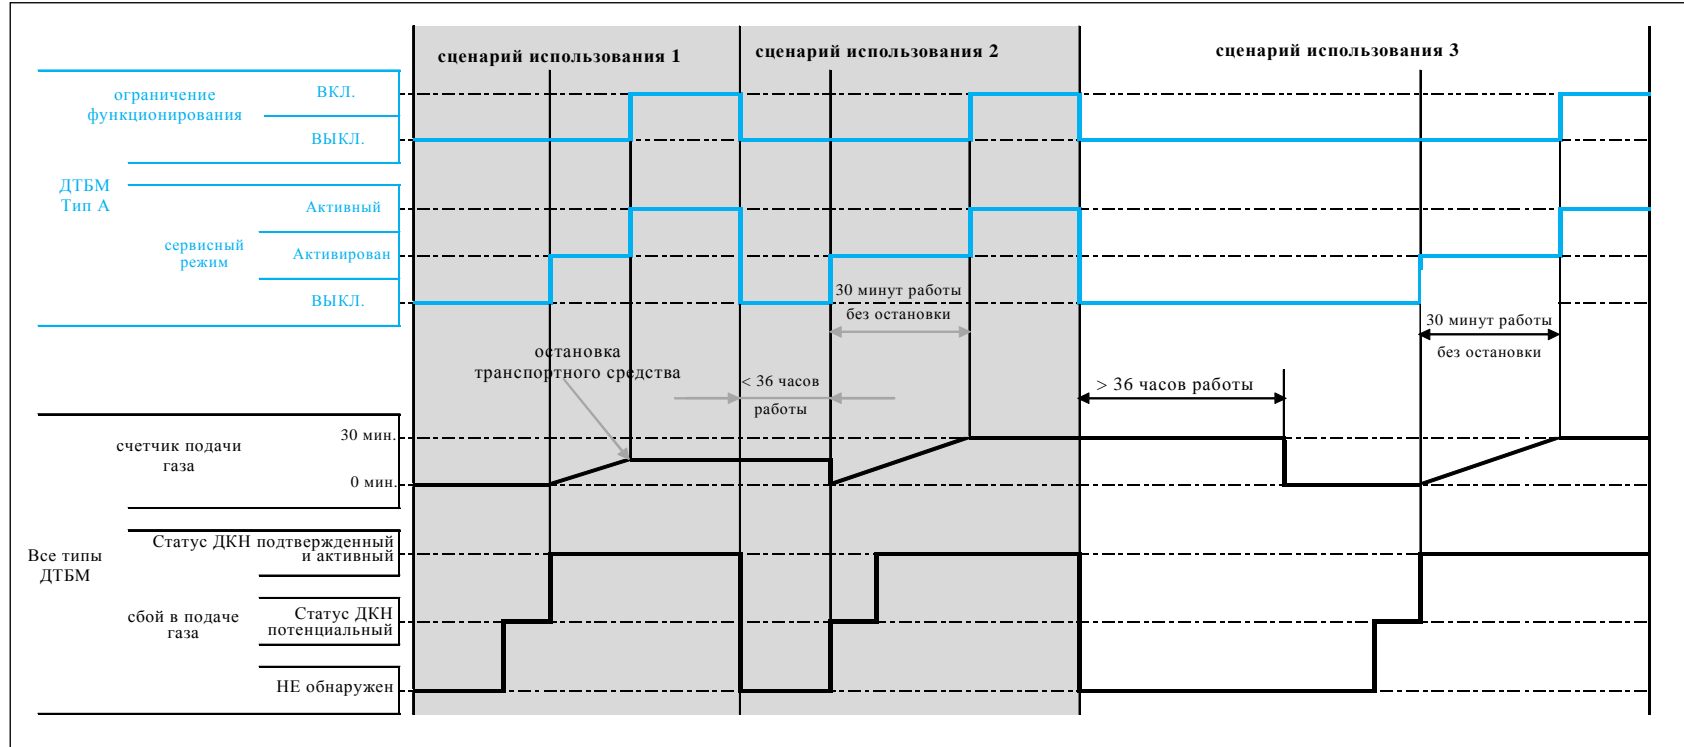 сценарий использования 1
сценарий использования 2
сценарий использования 3
ограничение
функционирования
ВКЛ.
ВЫКЛ.
ДТБМ
Тип А
сервисный
режим
Активный
Активирован
ВЫКЛ.
30 минут работы
без остановки
30 минут работы
без остановки
остановка
транспортного средства
< 36 часов
работы
> 36 часов работы
счетчик подачи
газа
30 мин.
0 мин.
Все типы
ДТБМ
сбой в подаче
газа
Статус ДКН подтвержденный
и активный
Статус ДКН
потенциальный
НЕ обнаружен